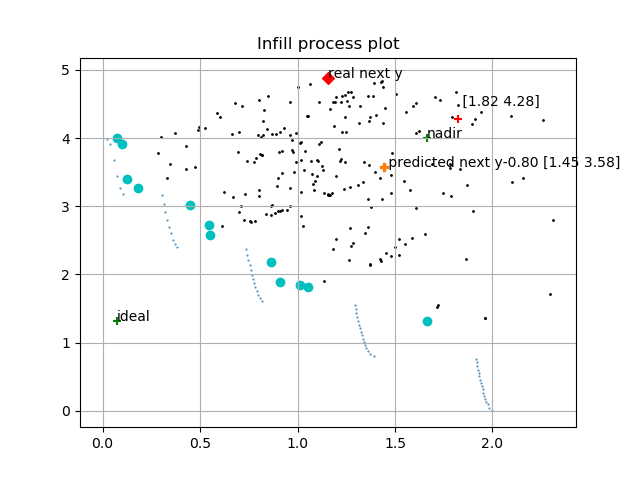 Infill process plot
5
real next y
[1.82 4.28]
4
nadir
predicted next y-0.80 [1.45 3.58]
3
2
ideal
1
0
0.0 0.5 1.0 1.5 2.0